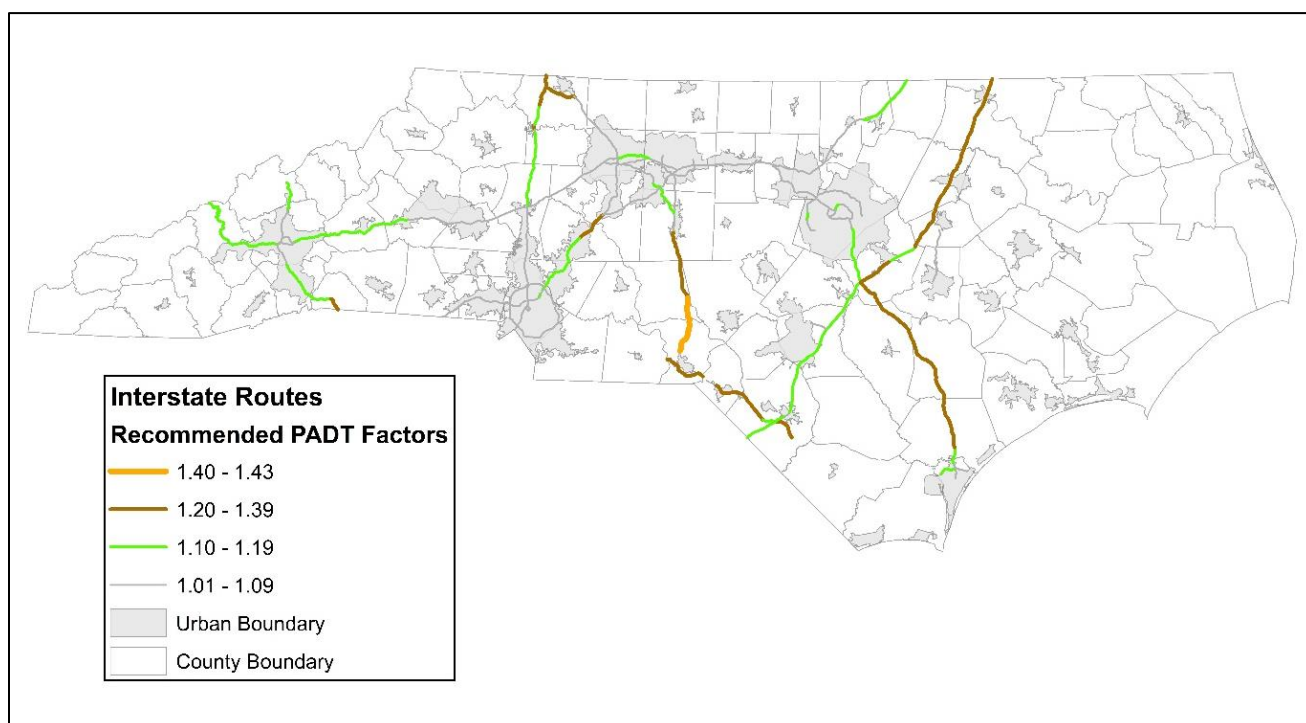 Interstate Routes
Recommended PADT Factors
1.40 - 1.43
1.20 - 1.39
1.10 - 1.19
1.01 - 1.09
Urban Boundary
County Boundary